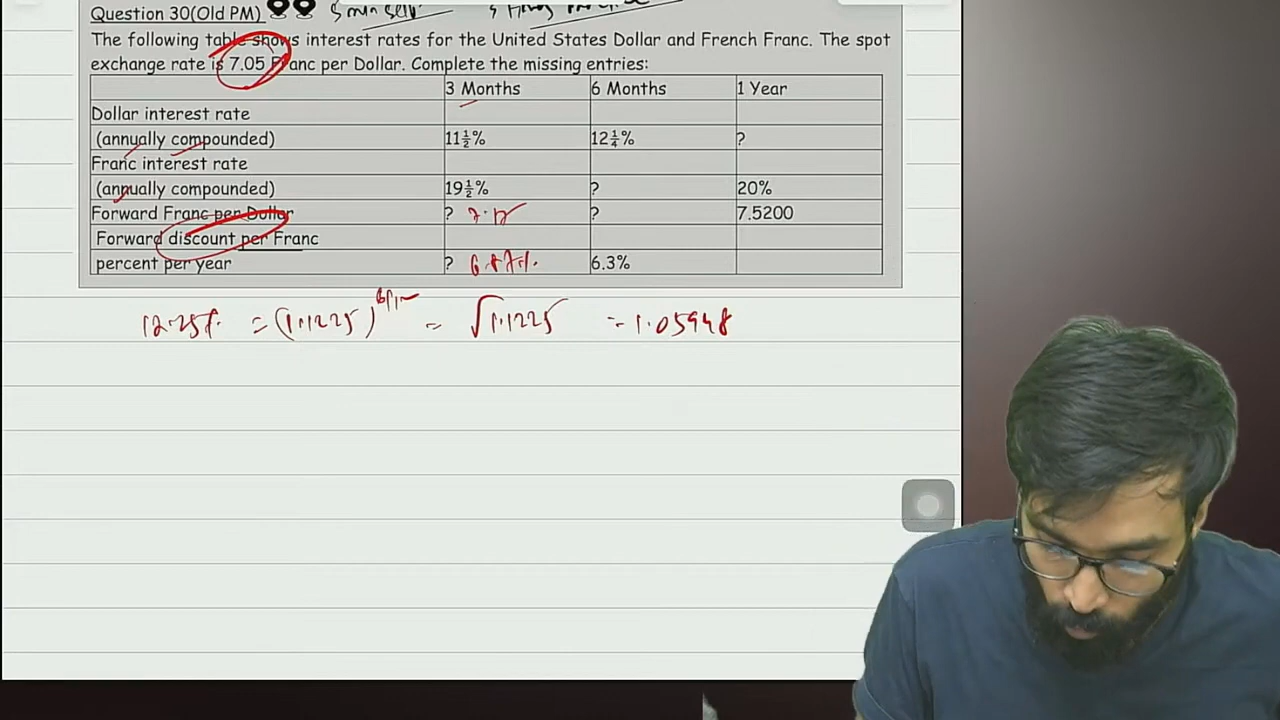 Question 30(Old PM)
The following table shows interest rates for the United States Dollar and French Franc. The spot
exchange rate is 7.05 Franc per Dollar. Complete the missing entries:
3 Months 6 Months 1 Year
Dollar interest rate
(annually compounded) 11½% 12¼% ?
Franc interest rate
(annually compounded) 19½% ? 20%
Forward Franc per Dollar ? ? 7.5200
Forward discount per Franc
percent per year ? 6.87% 6.3%
12.25% = (1.1225)^6/12 = √1.1225 = 1.05948